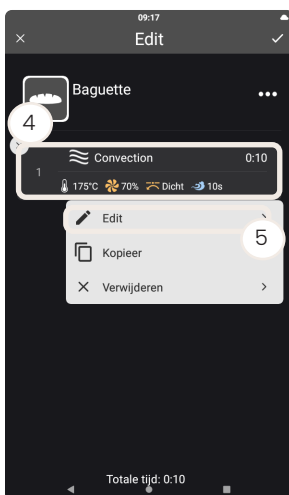 09:17
Edit
Baguette
4
Convection 0:10
1
175°C 70% Dicht 10s
Edit
5
Kopieer
Verwijderen
Totale tijd: 0:10